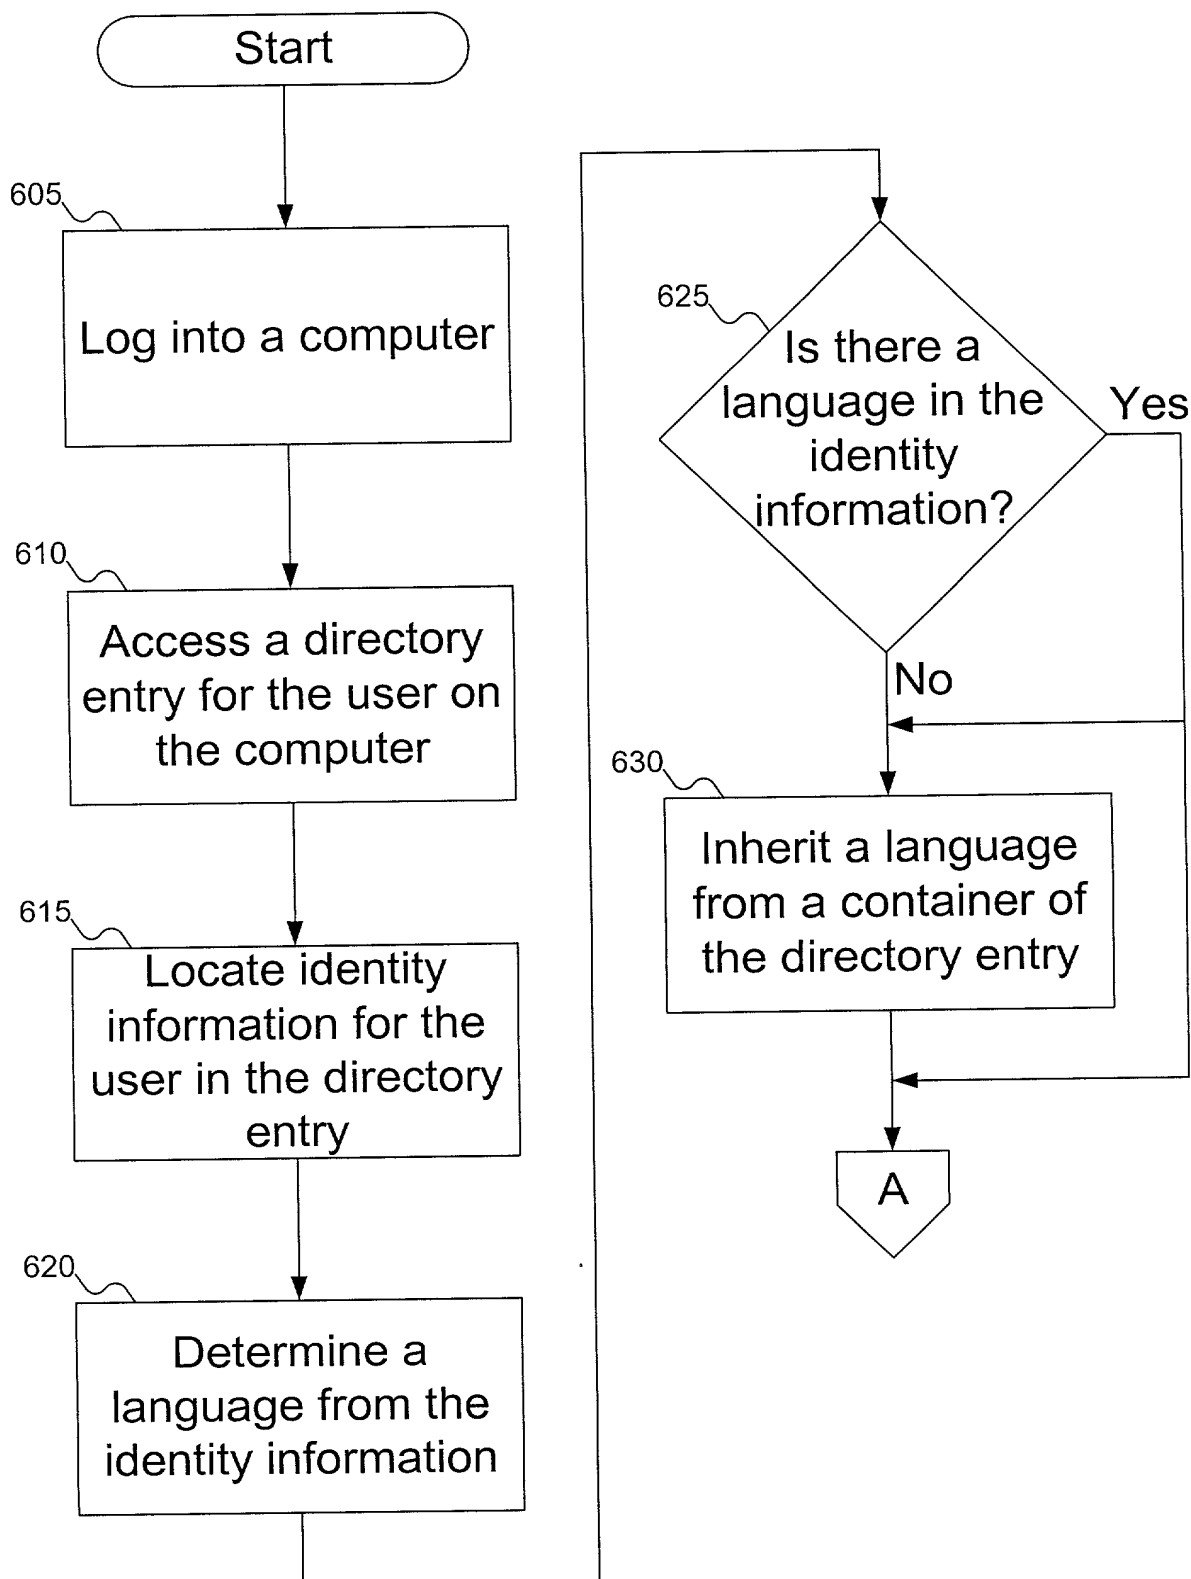 Start
605
Log into a computer
610
Access a directory
entry for the user on
the computer
615
Locate identity
information for the
user in the directory
entry
620
Determine a
language from the
identity information
625
Is there a
language in the
identity
information?
Yes
No
630
Inherit a language
from a container of
the directory entry
A